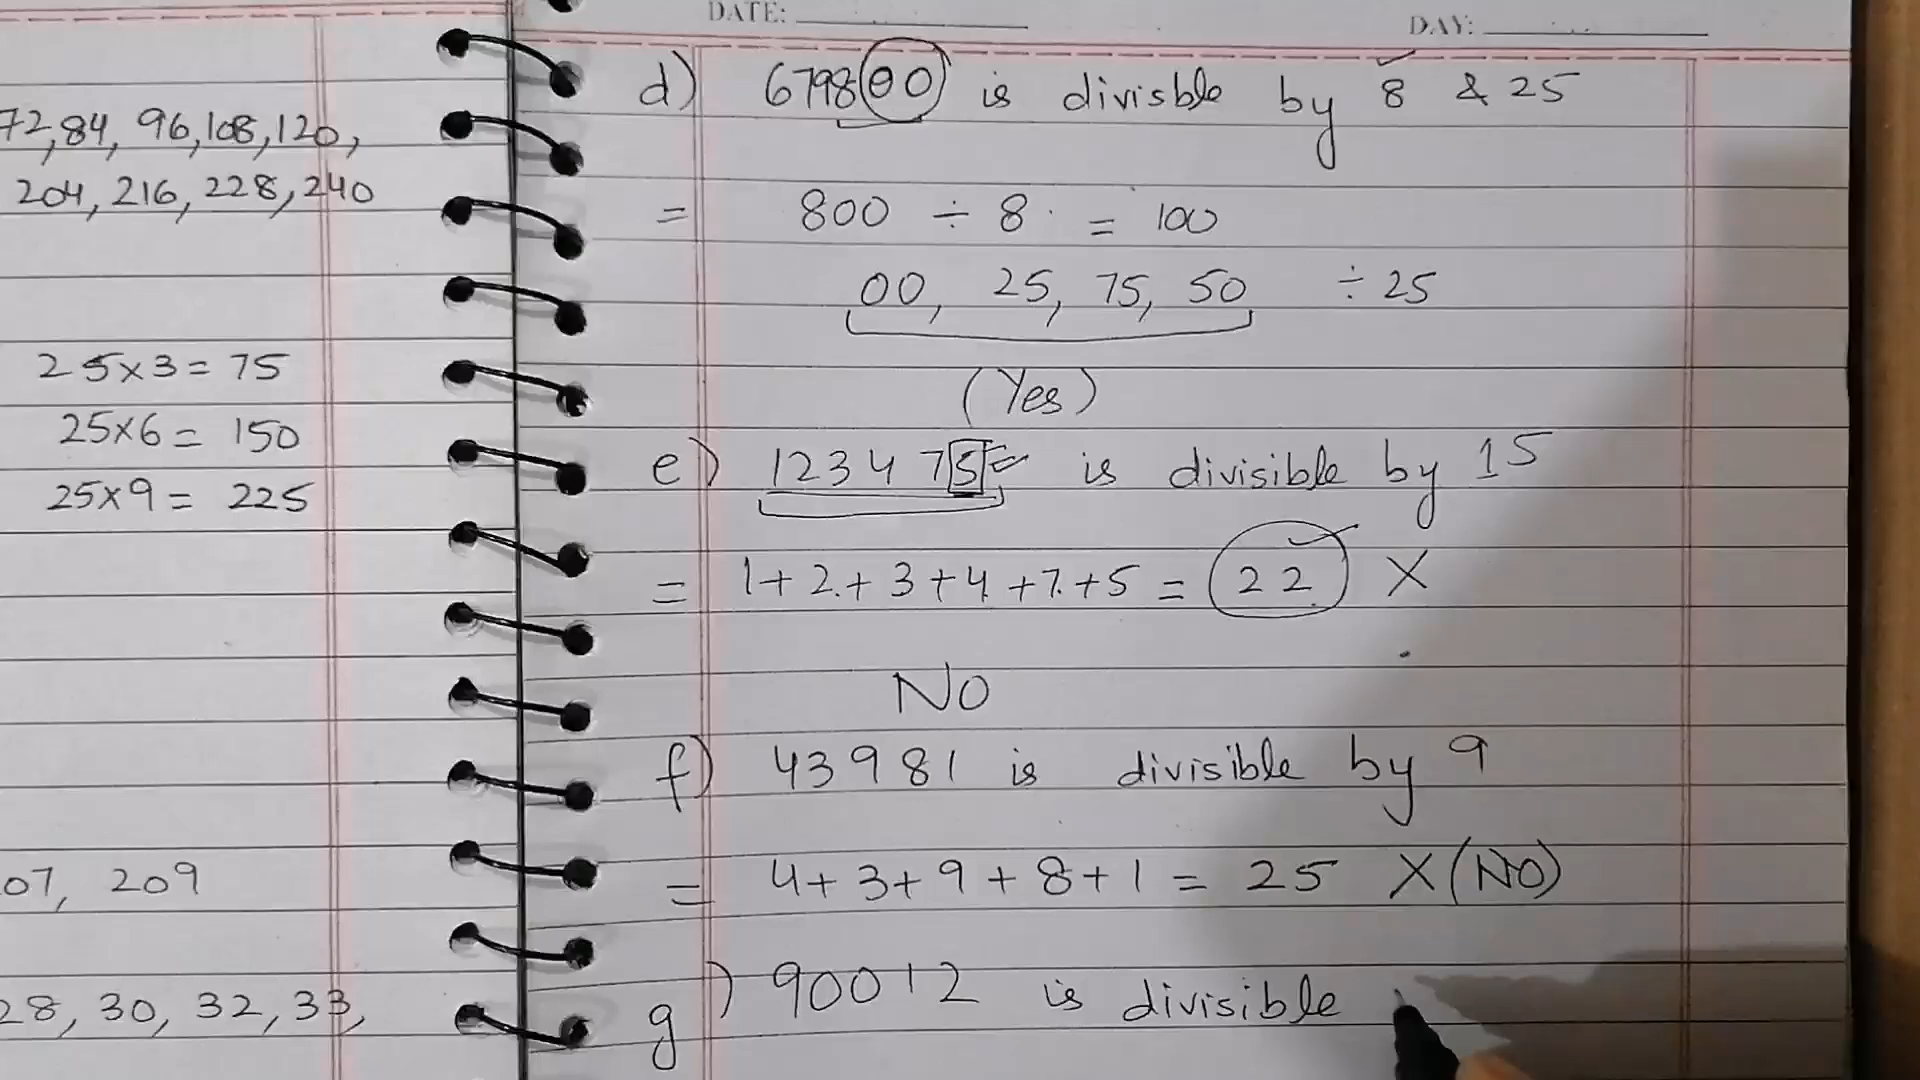 72, 84, 96, 108, 120,
204, 216, 228, 240
25x3 = 75
25x6 = 150
25x9 = 225
07, 209
28, 30, 32, 33,
DATE: DAY:
d) 679800 is divisble by 8 & 25
= 800 ÷ 8 = 100
00, 25, 75, 50 ÷ 25
(Yes)
e) 123475 is divisible by 15
= 1+2+3+4+7+5 = 22 X
NO
f) 43981 is divisible by 9
= 4+3+9+8+1 = 25 X (NO)
g) 90012 is divisible